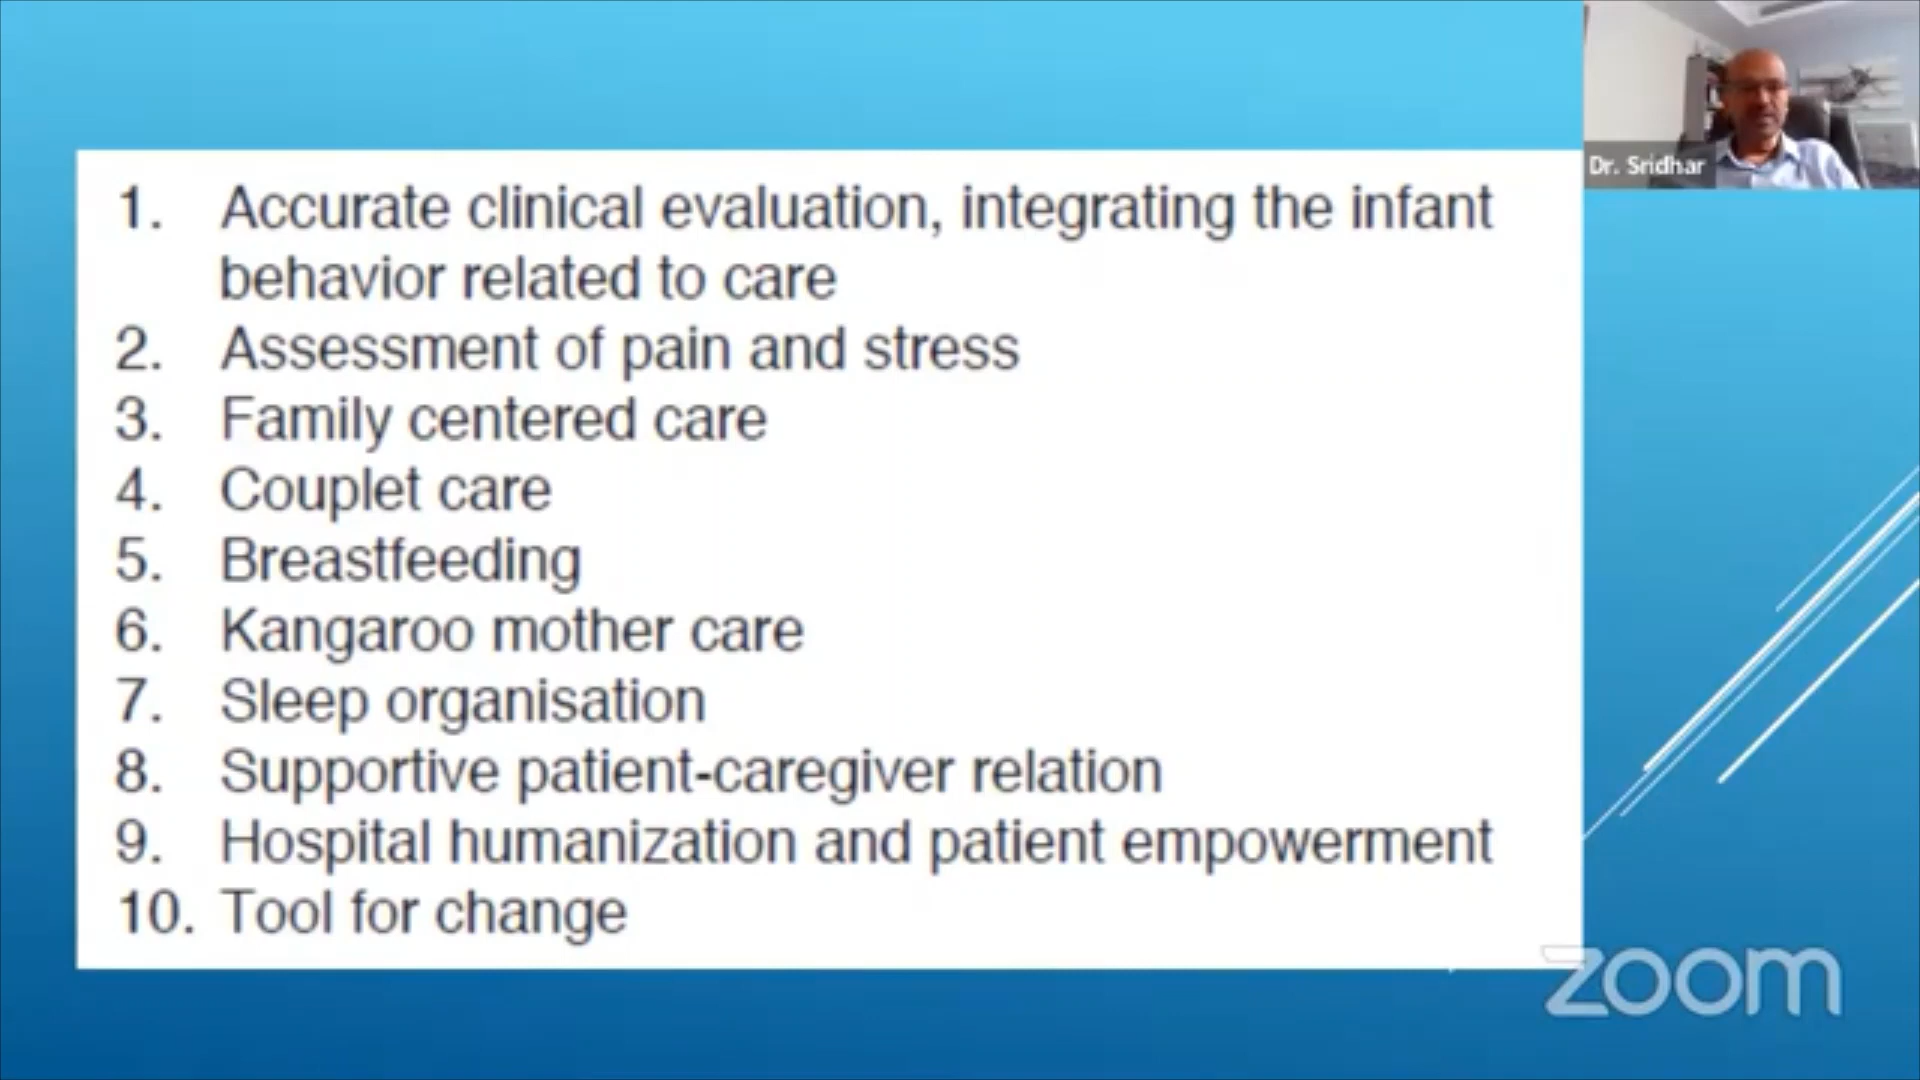 1. Accurate clinical evaluation, integrating the infant
behavior related to care
2. Assessment of pain and stress
3. Family centered care
4. Couplet care
5. Breastfeeding
6. Kangaroo mother care
7. Sleep organisation
8. Supportive patient-caregiver relation
9. Hospital humanization and patient empowerment
10. Tool for change
Dr. Sridhar
zoom